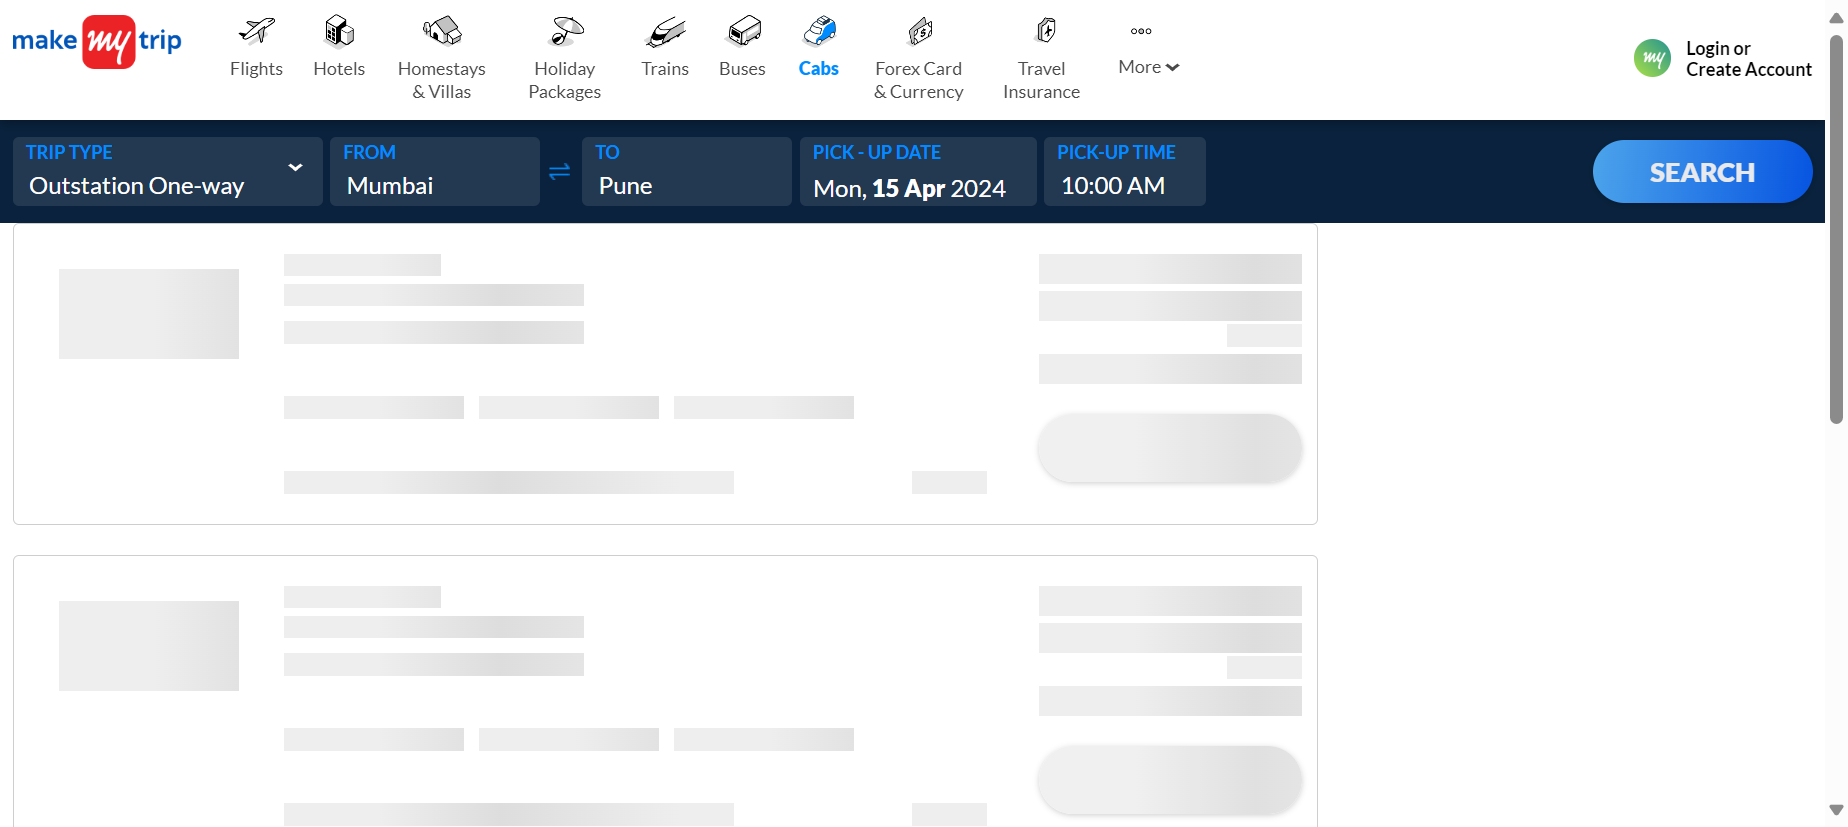 make my trip
Flights
Hotels
Homestays
& Villas
Holiday
Packages
Trains
Buses
Cabs
Forex Card
& Currency
Travel
Insurance
More
my
Login or
Create Account
TRIP TYPE
Outstation One-way
FROM
Mumbai
TO
Pune
PICK - UP DATE
Mon, 15 Apr 2024
PICK-UP TIME
10:00 AM
SEARCH